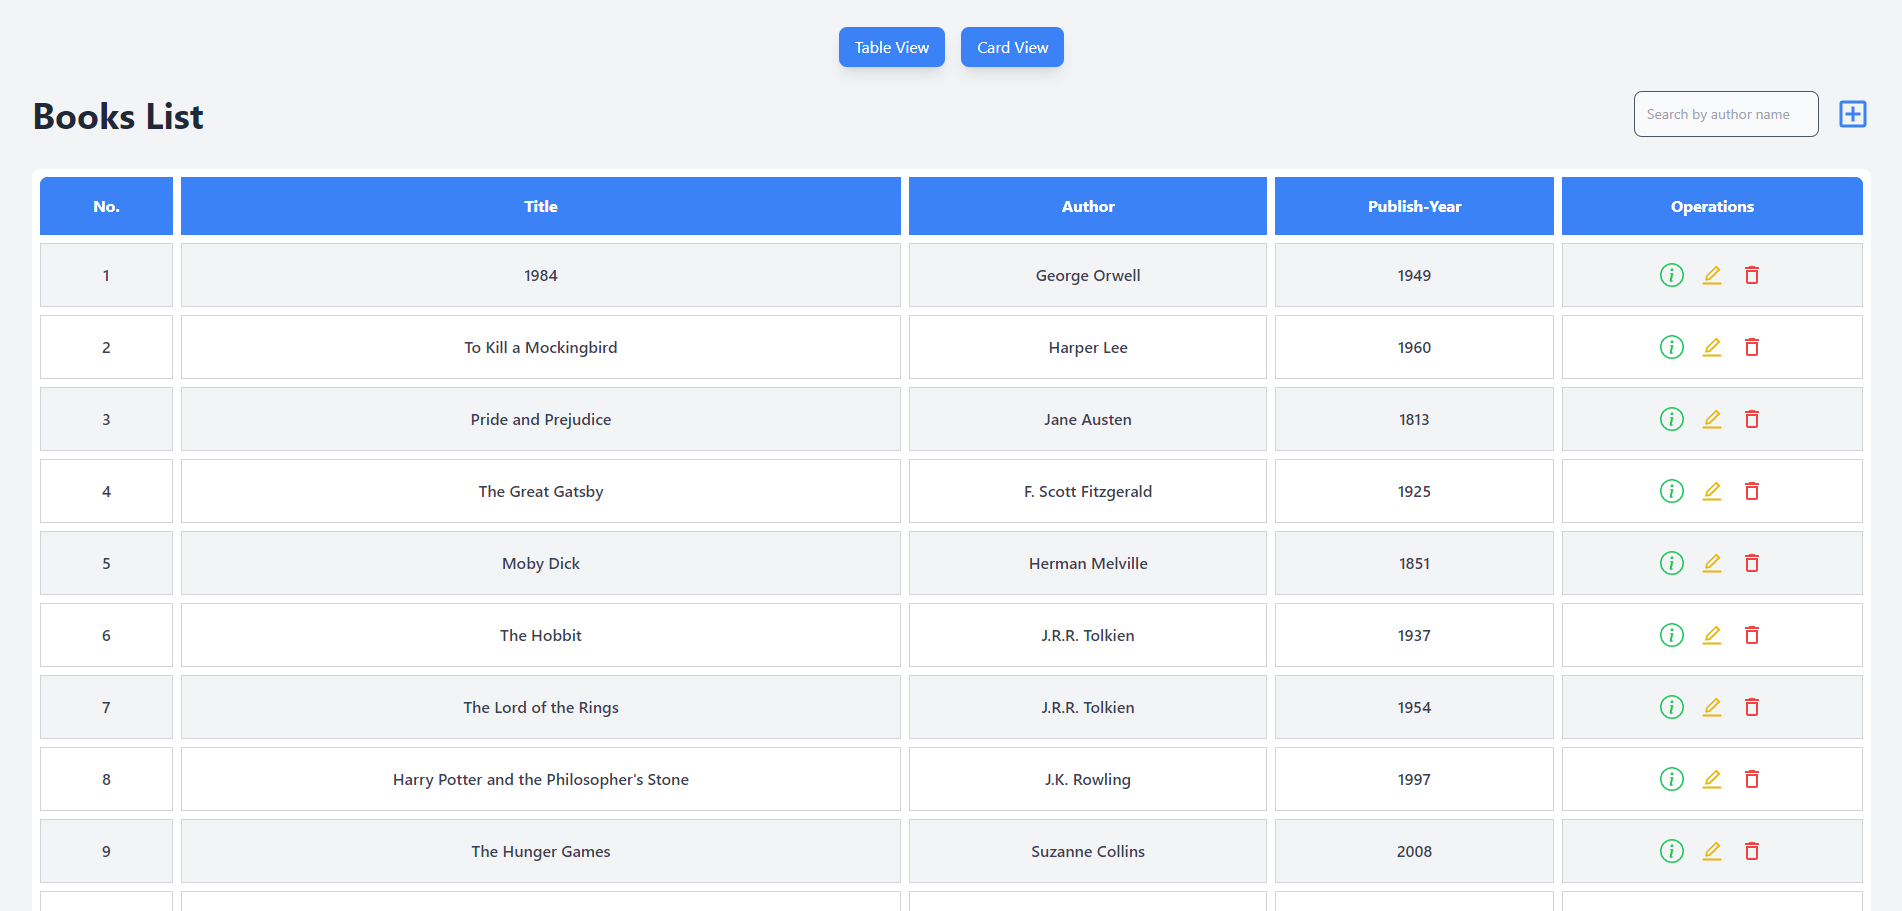 Table View Card View
Books List
Search by author name
No. Title Author Publish-Year Operations
1 1984 George Orwell 1949
2 To Kill a Mockingbird Harper Lee 1960
3 Pride and Prejudice Jane Austen 1813
4 The Great Gatsby F. Scott Fitzgerald 1925
5 Moby Dick Herman Melville 1851
6 The Hobbit J.R.R. Tolkien 1937
7 The Lord of the Rings J.R.R. Tolkien 1954
8 Harry Potter and the Philosopher's Stone J.K. Rowling 1997
9 The Hunger Games Suzanne Collins 2008